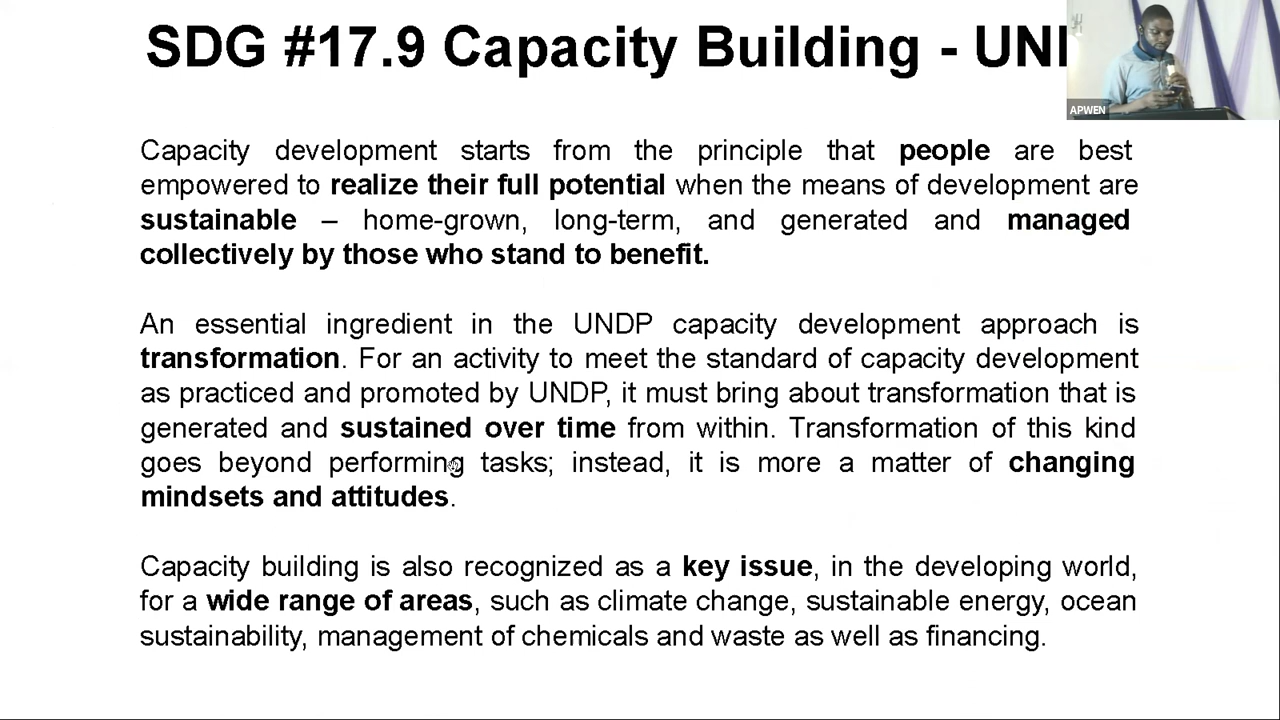 SDG #17.9 Capacity Building - UN
APWEN
Capacity development starts from the principle that people are best
empowered to realize their full potential when the means of development are
sustainable – home-grown, long-term, and generated and managed
collectively by those who stand to benefit.
An essential ingredient in the UNDP capacity development approach is
transformation. For an activity to meet the standard of capacity development
as practiced and promoted by UNDP, it must bring about transformation that is
generated and sustained over time from within. Transformation of this kind
goes beyond performing tasks; instead, it is more a matter of changing
mindsets and attitudes.
Capacity building is also recognized as a key issue, in the developing world,
for a wide range of areas, such as climate change, sustainable energy, ocean
sustainability, management of chemicals and waste as well as financing.